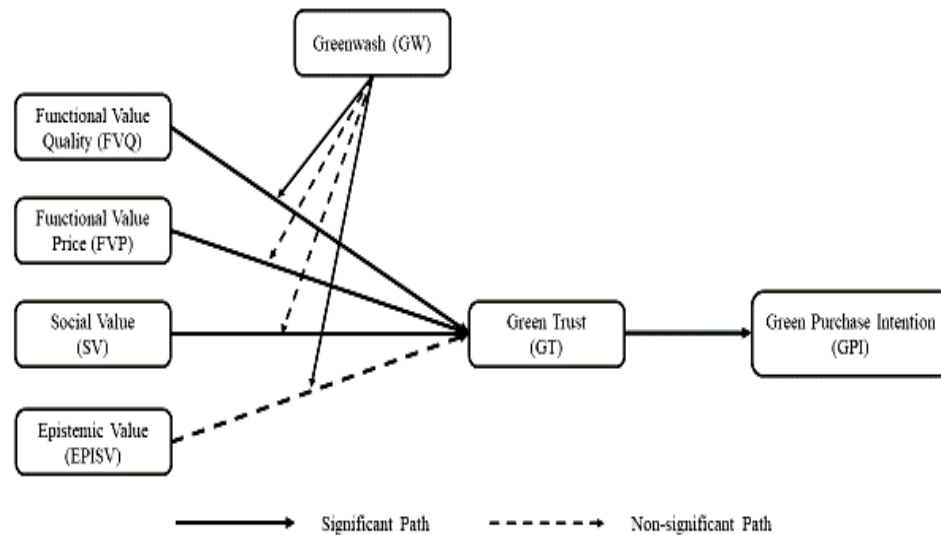 Greenwash (GW)
Functional Value
Quality (FVQ)
Functional Value
Price (FVP)
Social Value
(SV)
Green Trust
(GT)
Green Purchase Intention
(GPI)
Epistemic Value
(EPISV)
Significant Path
Non-significant Path